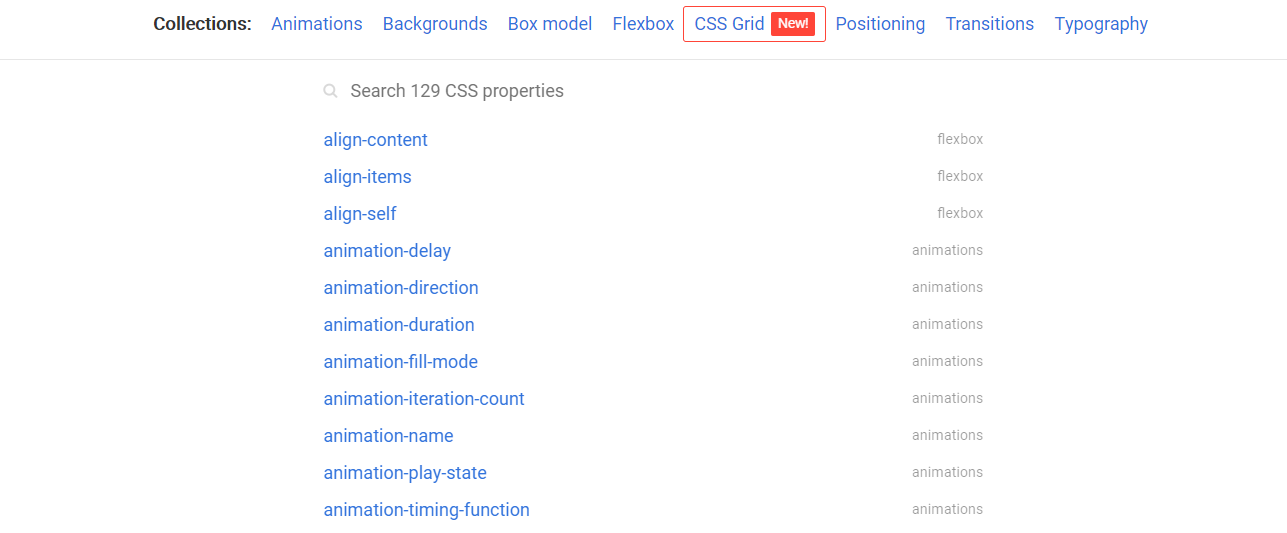 Collections: Animations Backgrounds Box model Flexbox CSS Grid New! Positioning Transitions Typography
Search 129 CSS properties
align-content flexbox
align-items flexbox
align-self flexbox
animation-delay animations
animation-direction animations
animation-duration animations
animation-fill-mode animations
animation-iteration-count animations
animation-name animations
animation-play-state animations
animation-timing-function animations